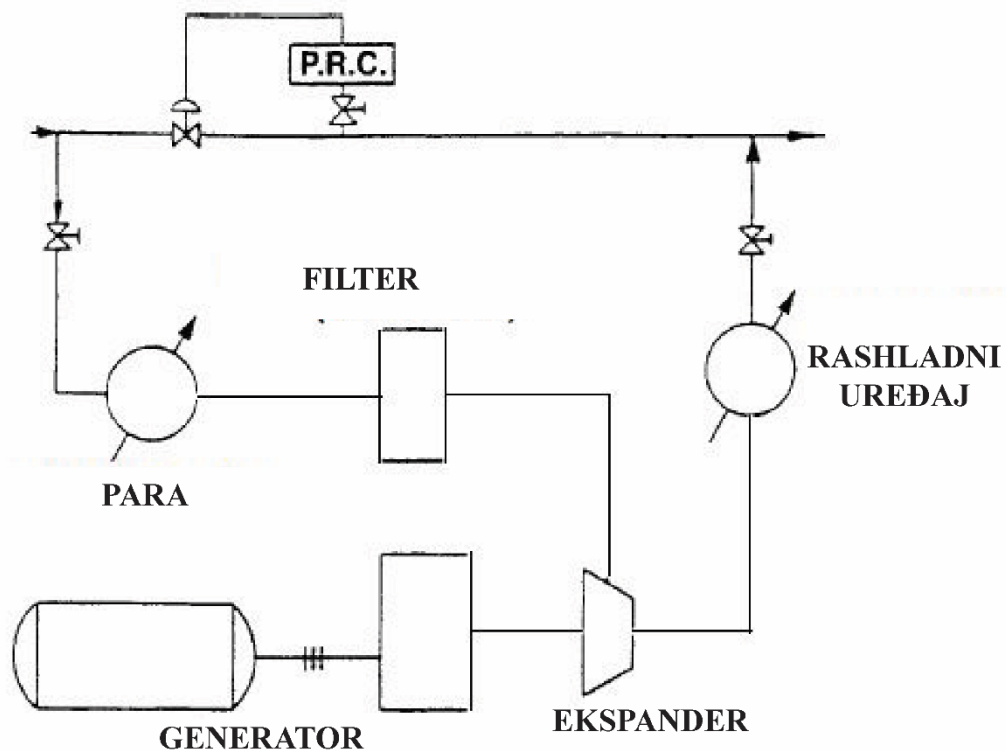 P.R.C.
FILTER
RASHLADNI
UREĐAJ
PARA
EKSPANDER
GENERATOR